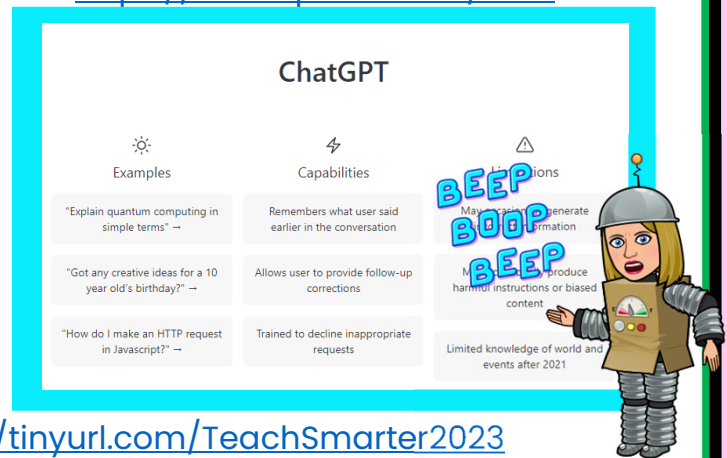 ChatGPT
Examples
"Explain quantum computing in
simple terms" →
"Got any creative ideas for a 10
year old's birthday?" →
"How do I make an HTTP request
in Javascript?" →
Capabilities
Remembers what user said
earlier in the conversation
Allows user to provide follow-up
corrections
Trained to decline inappropriate
requests
May generate
produce
harmful instructions or biased
content
Limited knowledge of world and
events after 2021
BEEP
BOOP
BEEP
/tinyurl.com/TeachSmarter2023